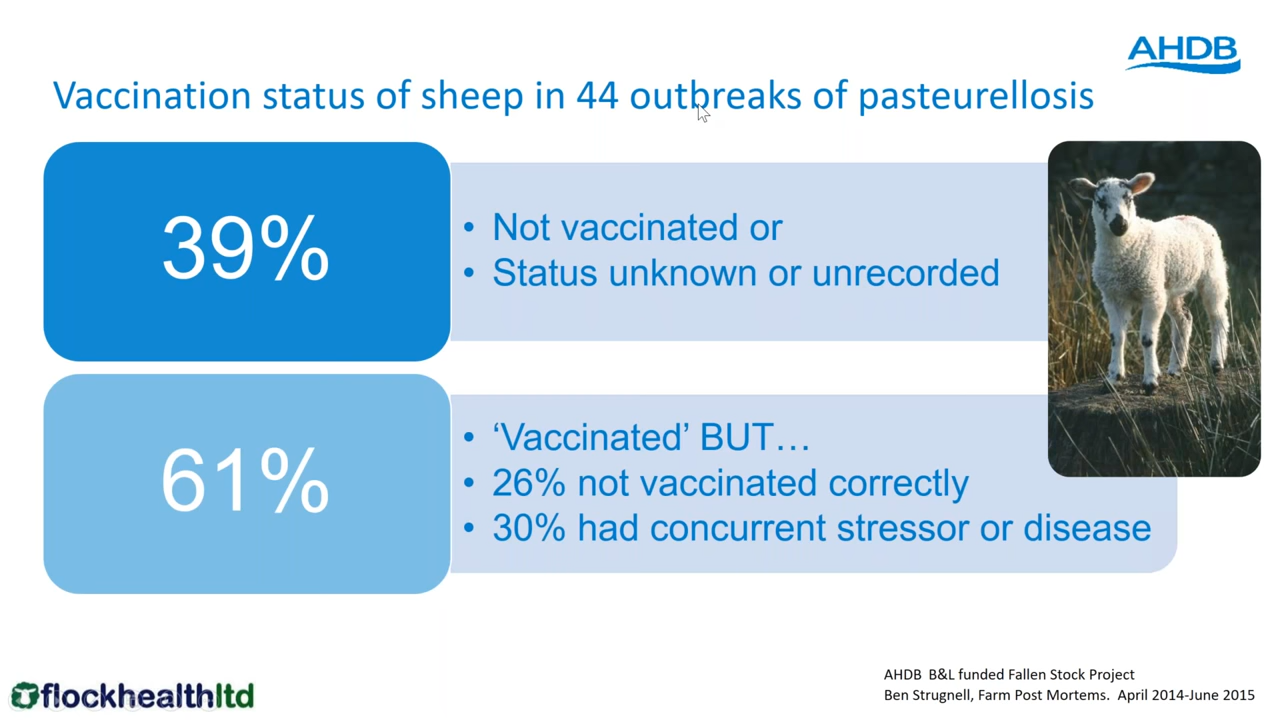 AHDB
Vaccination status of sheep in 44 outbreaks of pasteurellosis
39%
• Not vaccinated or
• Status unknown or unrecorded
61%
• ‘Vaccinated’ BUT…
• 26% not vaccinated correctly
• 30% had concurrent stressor or disease
flockhealthltd
AHDB B&L funded Fallen Stock Project
Ben Strugnell, Farm Post Mortems. April 2014-June 2015